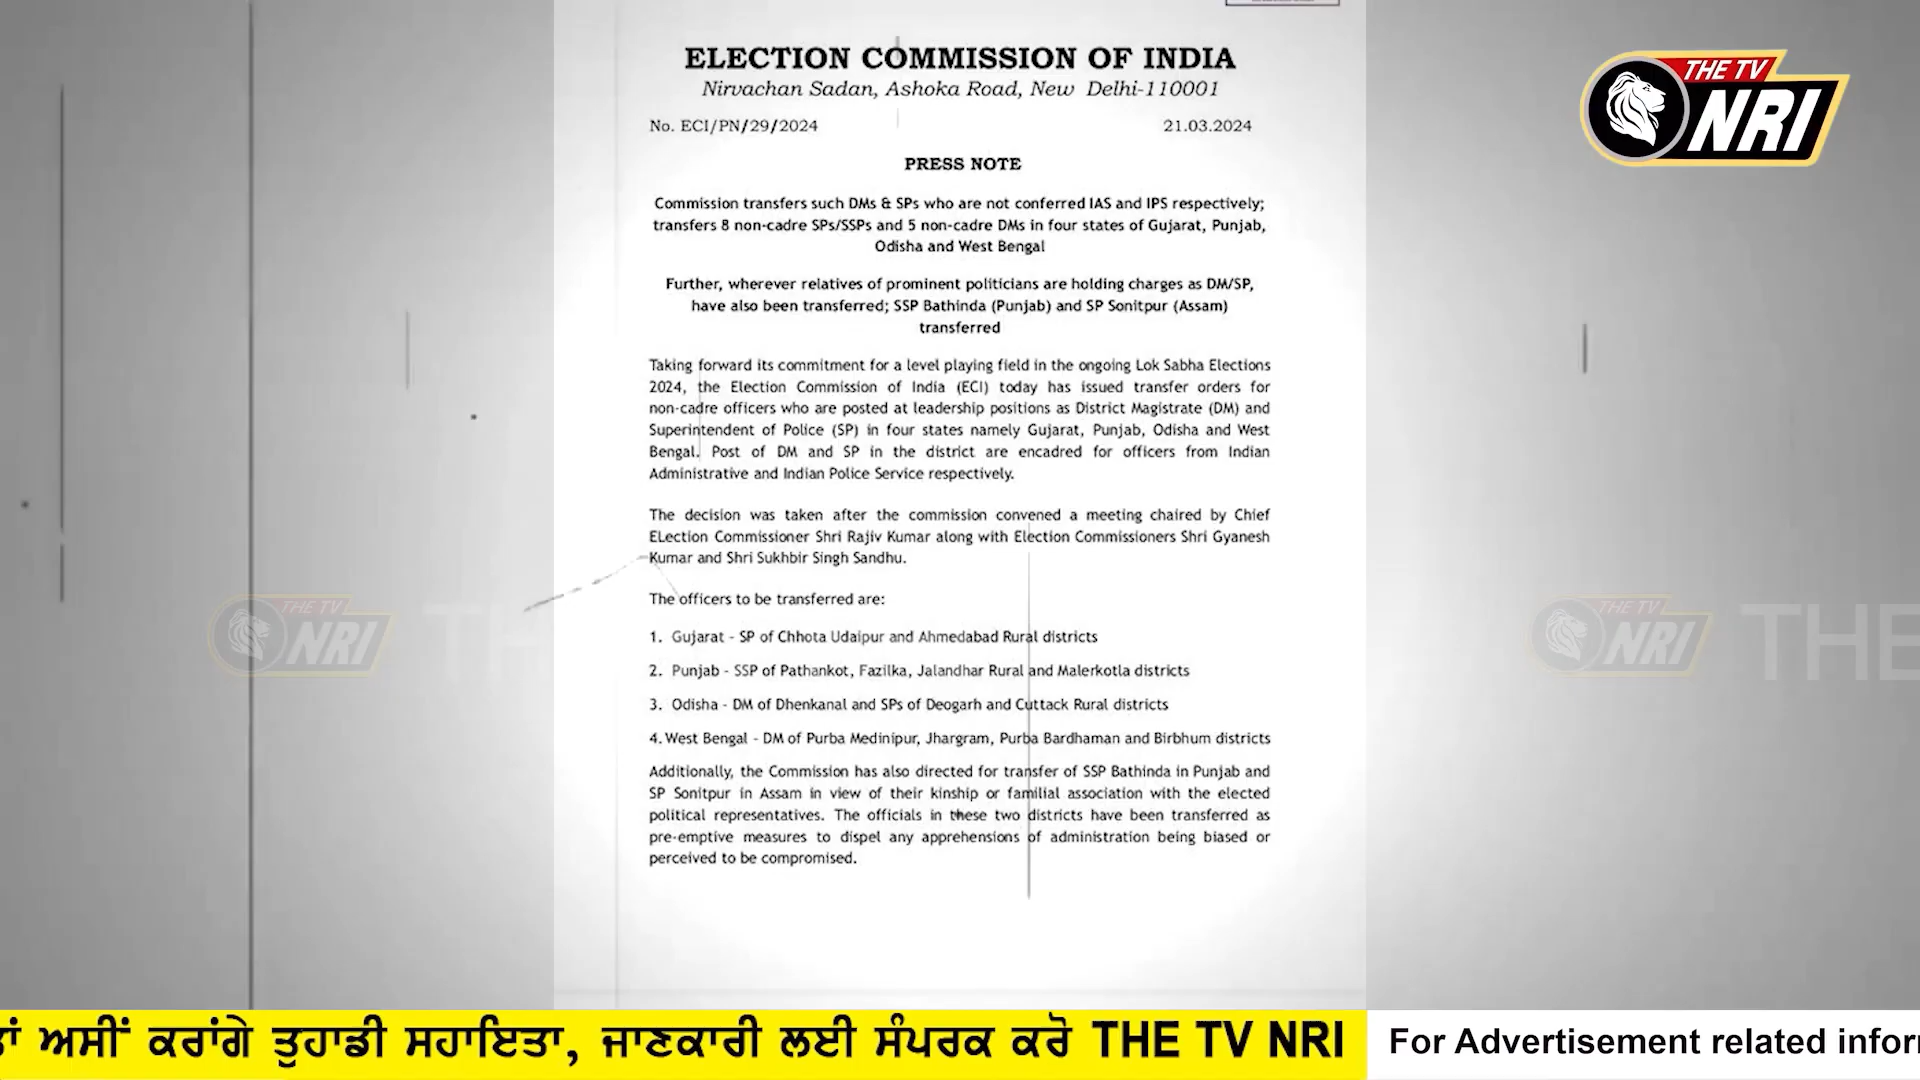 ELECTION COMMISSION OF INDIA
Nirvachan Sadan, Ashoka Road, New Delhi-110001
No. ECI/PN/29/2024 21.03.2024
PRESS NOTE
Commission transfers such DMs & SPs who are not conferred IAS and IPS respectively;
transfers 8 non-cadre SPs/SSPs and 5 non-cadre DMs in four states of Gujarat, Punjab,
Odisha and West Bengal
Further, wherever relatives of prominent politicians are holding charges as DM/SP,
have also been transferred; SSP Bathinda (Punjab) and SP Sonitpur (Assam)
transferred
Taking forward its commitment for a level playing field in the ongoing Lok Sabha Elections
2024, the Election Commission of India (ECI) today has issued transfer orders for
non-cadre officers who are posted at leadership positions as District Magistrate (DM) and
Superintendent of Police (SP) in four states namely Gujarat, Punjab, Odisha and West
Bengal. Post of DM and SP in the district are encadred for officers from Indian
Administrative and Indian Police Service respectively.
The decision was taken after the commission convened a meeting chaired by Chief
ELection Commissioner Shri Rajiv Kumar along with Election Commissioners Shri Gyanesh
Kumar and Shri Sukhbir Singh Sandhu.
The officers to be transferred are:
1. Gujarat - SP of Chhota Udaipur and Ahmedabad Rural districts
2. Punjab - SSP of Pathankot, Fazilka, Jalandhar Rural and Malerkotla districts
3. Odisha - DM of Dhenkanal and SPs of Deogarh and Cuttack Rural districts
4. West Bengal - DM of Purba Medinipur, Jhargram, Purba Bardhaman and Birbhum districts
Additionally, the Commission has also directed for transfer of SSP Bathinda in Punjab and
SP Sonitpur in Assam in view of their kinship or familial association with the elected
political representatives. The officials in these two districts have been transferred as
pre-emptive measures to dispel any apprehensions of administration being biased or
perceived to be compromised.
THE TV
NRI
THE TV
NRI
TH
THE TV
NRI
THE
ਅਸੀਂ ਕਰਾਂਗੇ ਤੁਹਾਡੀ ਸਹਾਇਤਾ, ਜਾਣਕਾਰੀ ਲਈ ਸੰਪਰਕ ਕਰੋ THE TV NRI
For Advertisement related infor